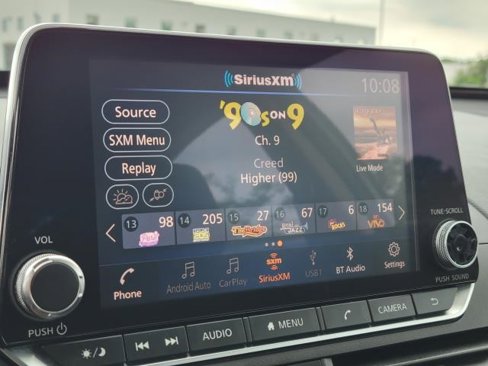 SiriusXM
10:08
Source
'90s ON 9
SXM Menu
Ch. 9
Replay
Creed
Higher (99)
Live Mode
13 98
14 205
15 27
16 67
17 6
18 154
VOL
TUNE·SCROLL
Phone
Android Auto
CarPlay
sxm
SiriusXM
USB1
BT Audio
Settings
PUSH
PUSH SOUND
AUDIO
MENU
CAMERA